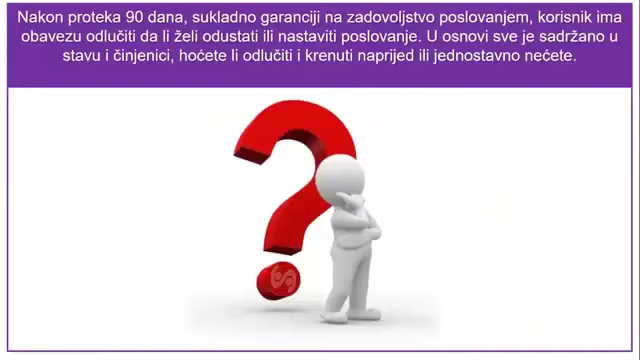 Nakon proteka 90 dana, sukladno garanciji na zadovoljstvo poslovanjem, korisnik ima
obavezu odlučiti da li želi odustati ili nastaviti poslovanje. U osnovi sve je sadržano u
stavu i činjenici, hoćete li odlučiti i krenuti naprijed ili jednostavno nećete.